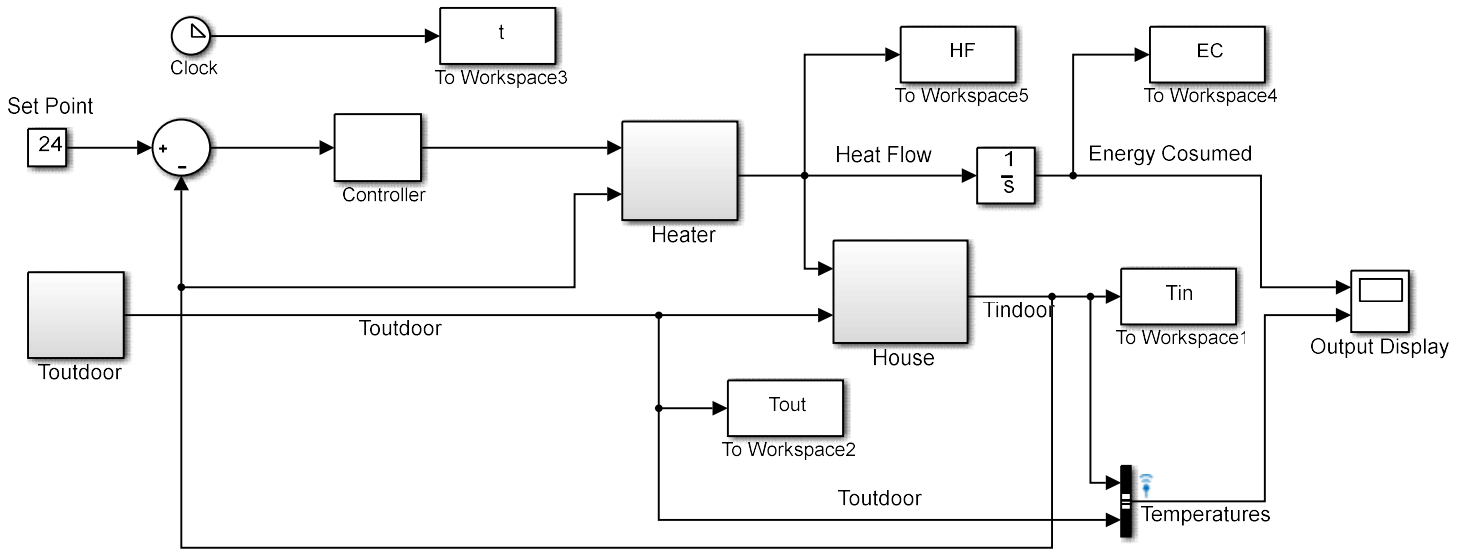 t
Clock
To Workspace3
HF
To Workspace5
EC
To Workspace4
Set Point
24
+
-
Controller
Heater
Heat Flow
1
s
Energy Cosumed
Toutdoor
Toutdoor
House
Tindoor
Tin
To Workspace1
Output Display
Tout
To Workspace2
Toutdoor
Temperatures